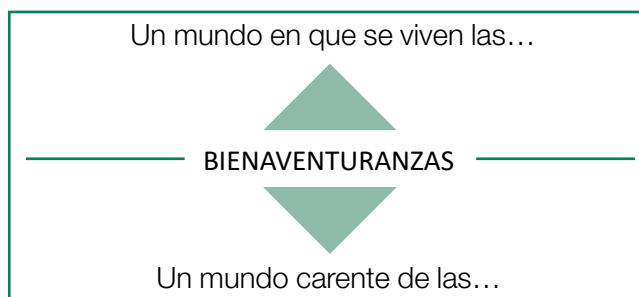 Un mundo en que se viven las…
BIENAVENTURANZAS
Un mundo carente de las…